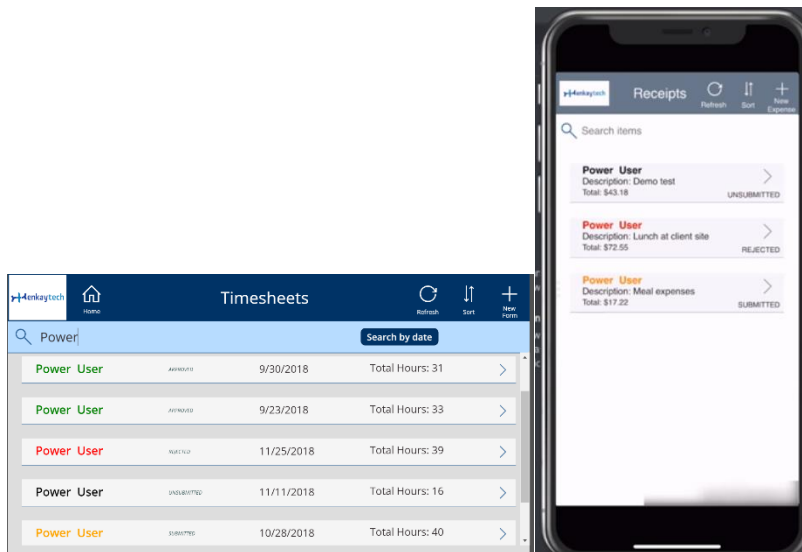 Henkaytech
Home
Timesheets
Refresh
Sort
New
Form
Power
Search by date
Power User APPROVED 9/30/2018 Total Hours: 31
Power User APPROVED 9/23/2018 Total Hours: 33
Power User REJECTED 11/25/2018 Total Hours: 39
Power User UNSUBMITTED 11/11/2018 Total Hours: 16
Power User SUBMITTED 10/28/2018 Total Hours: 40
Henkaytech
Receipts
Refresh
Sort
New
Expense
Search items
Power User
Description: Demo test
Total: $43.18
UNSUBMITTED
Power User
Description: Lunch at client site
Total: $72.55
REJECTED
Power User
Description: Meal expenses
Total: $17.22
SUBMITTED